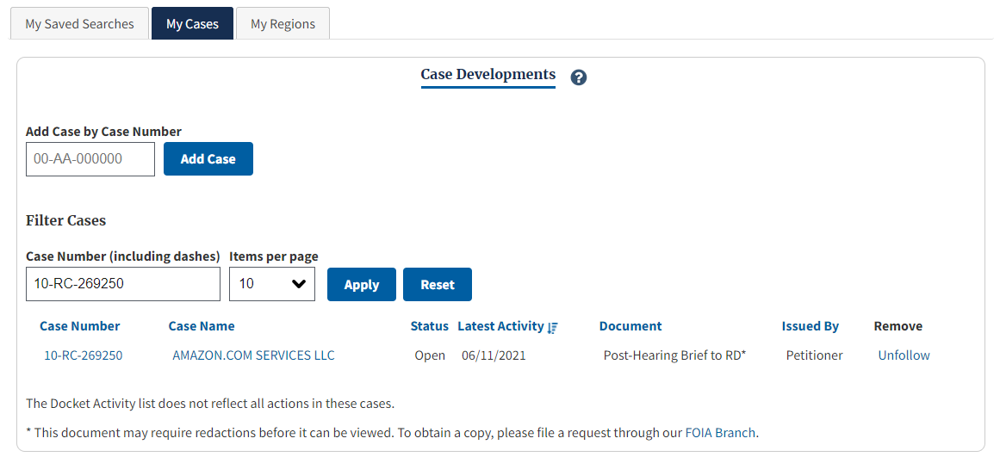 My Saved Searches My Cases My Regions
Case Developments ?
Add Case by Case Number
00-AA-000000 Add Case
Filter Cases
Case Number (including dashes) Items per page
10-RC-269250 10 Apply Reset
Case Number Case Name Status Latest Activity Document Issued By Remove
10-RC-269250 AMAZON.COM SERVICES LLC Open 06/11/2021 Post-Hearing Brief to RD* Petitioner Unfollow
The Docket Activity list does not reflect all actions in these cases.
* This document may require redactions before it can be viewed. To obtain a copy, please file a request through our FOIA Branch.